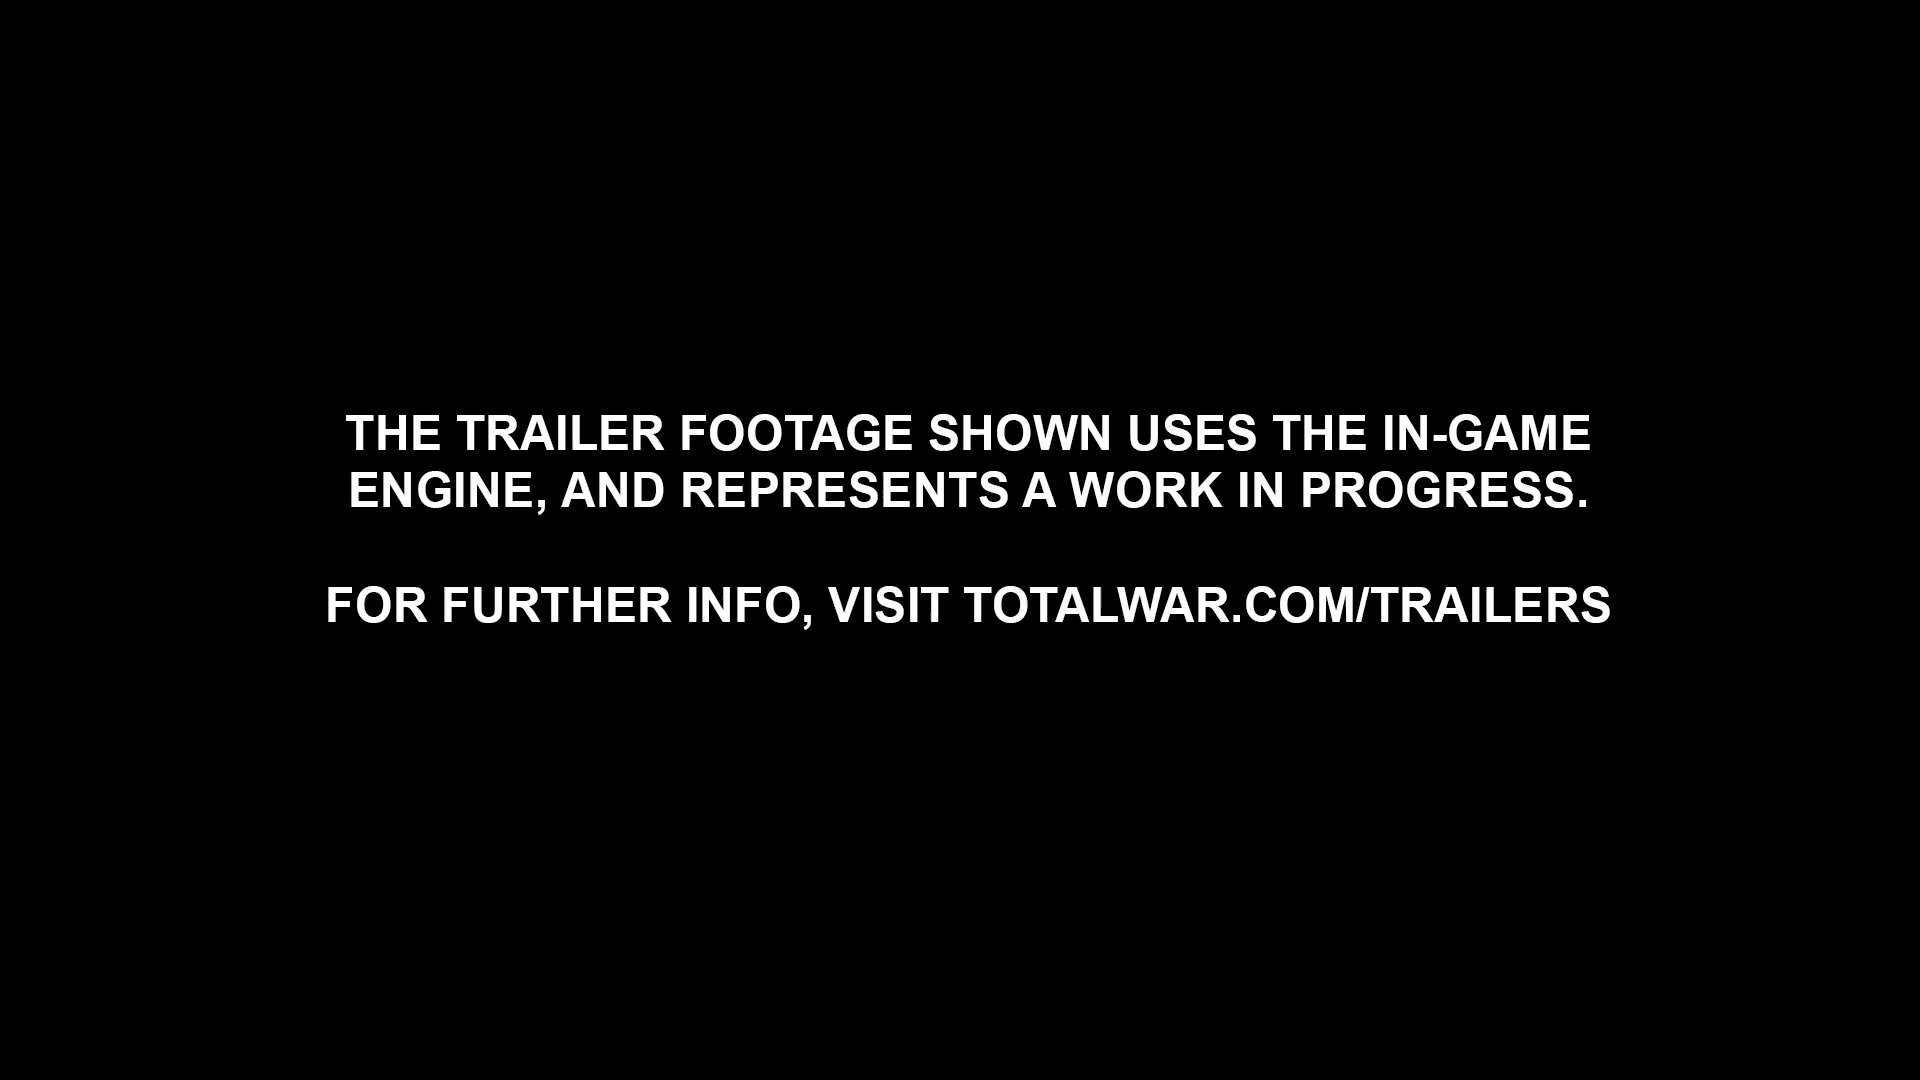 THE TRAILER FOOTAGE SHOWN USES THE IN-GAME
ENGINE, AND REPRESENTS A WORK IN PROGRESS.
FOR FURTHER INFO, VISIT TOTALWAR.COM/TRAILERS